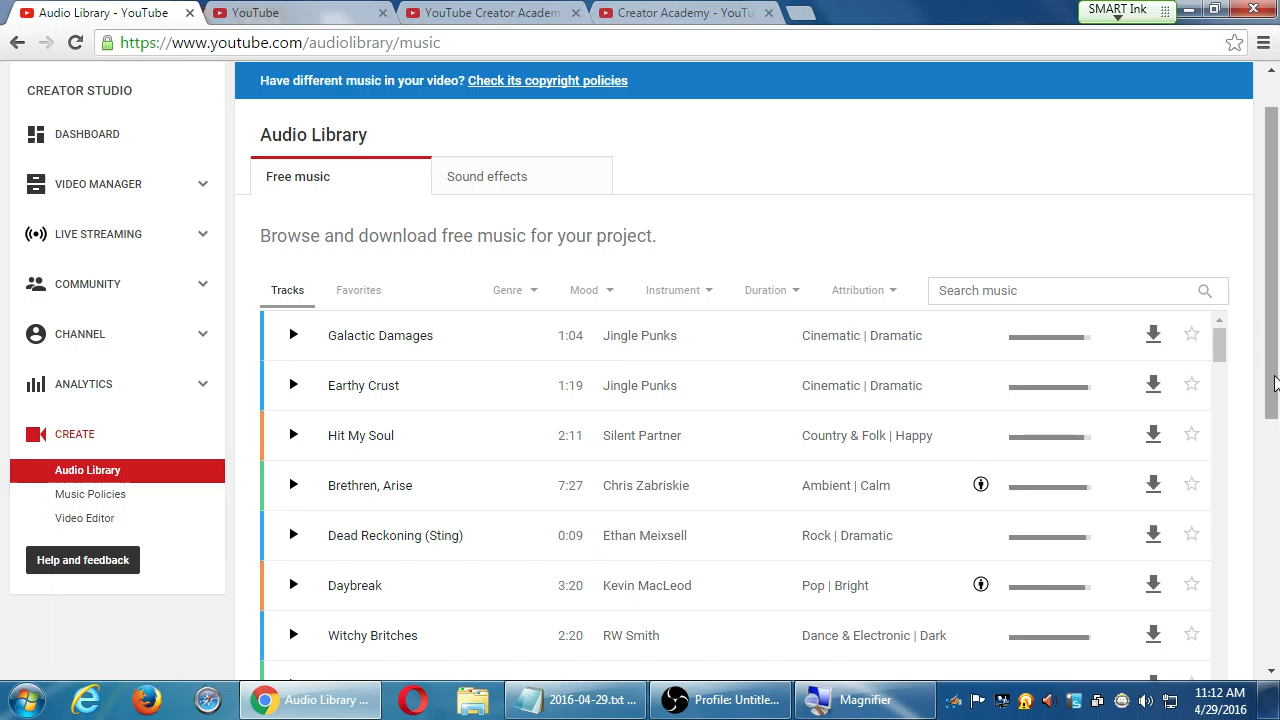 Audio Library - YouTube
YouTube
YouTube Creator Academ
Creator Academy - YouTu
SMART Ink
https://www.youtube.com/audiolibrary/music
CREATOR STUDIO
DASHBOARD
VIDEO MANAGER
LIVE STREAMING
COMMUNITY
CHANNEL
ANALYTICS
CREATE
Audio Library
Music Policies
Video Editor
Help and feedback
Have different music in your video? Check its copyright policies
Audio Library
Free music
Sound effects
Browse and download free music for your project.
Tracks Favorites Genre Mood Instrument Duration Attribution Search music
Galactic Damages 1:04 Jingle Punks Cinematic | Dramatic
Earthy Crust 1:19 Jingle Punks Cinematic | Dramatic
Hit My Soul 2:11 Silent Partner Country & Folk | Happy
Brethren, Arise 7:27 Chris Zabriskie Ambient | Calm
Dead Reckoning (Sting) 0:09 Ethan Meixsell Rock | Dramatic
Daybreak 3:20 Kevin MacLeod Pop | Bright
Witchy Britches 2:20 RW Smith Dance & Electronic | Dark
Audio Library ...
2016-04-29.txt ...
Profile: Untitle...
Magnifier
11:12 AM
4/29/2016